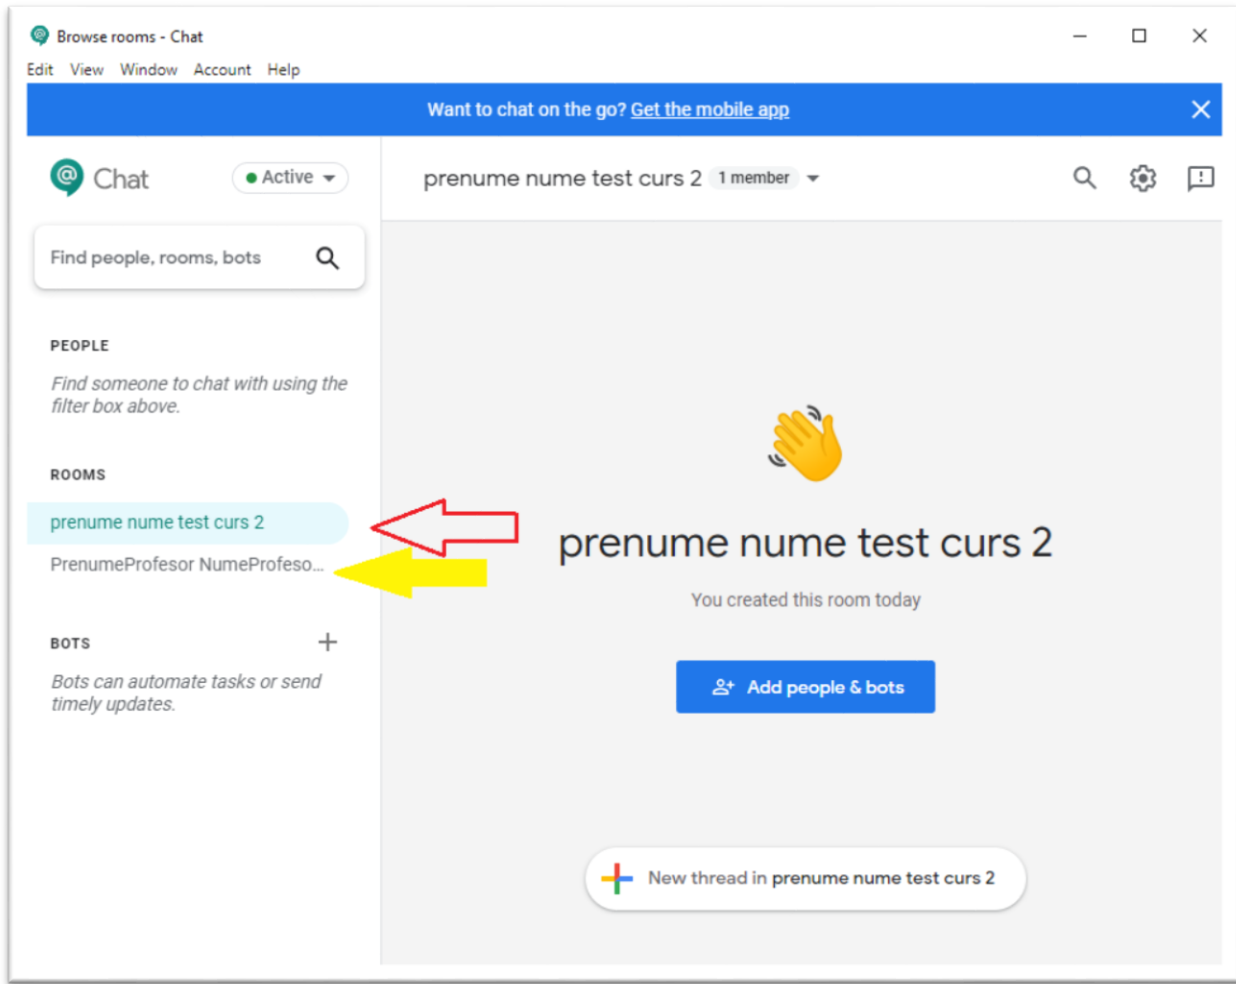 Browse rooms - Chat
Edit View Window Account Help
Want to chat on the go? Get the mobile app
Chat
Active
prenume nume test curs 2 1 member
Find people, rooms, bots
PEOPLE
Find someone to chat with using the
filter box above.
ROOMS
prenume nume test curs 2
PrenumeProfesor NumeProfeso...
BOTS
Bots can automate tasks or send
timely updates.
prenume nume test curs 2
You created this room today
Add people & bots
New thread in prenume nume test curs 2